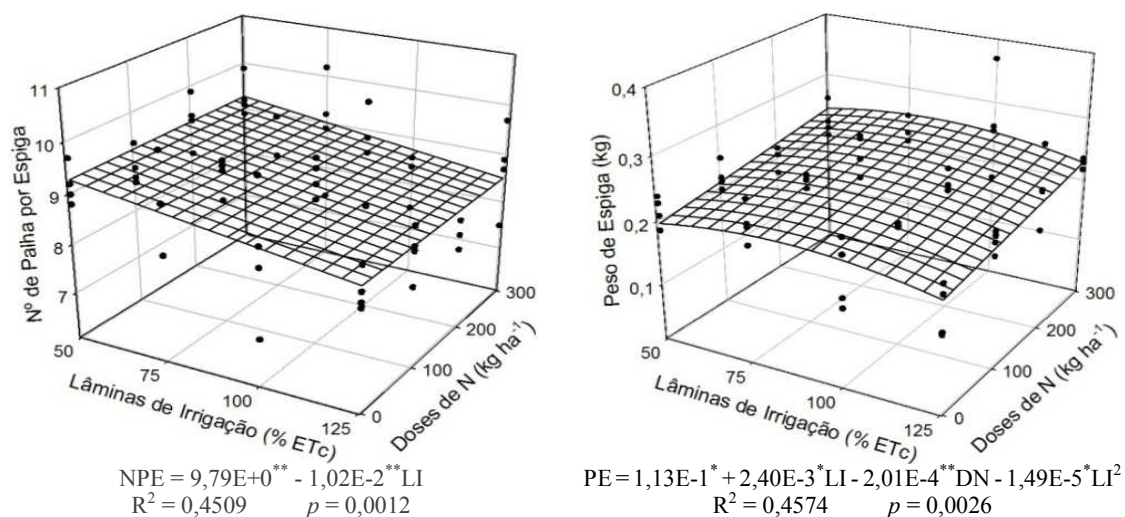 Nº de Palha por Espiga
11
10
9
8
7
50
75
100
125
Lâminas de Irrigação (% ETc)
0
100
200
300
Doses de N (kg ha⁻¹)
NPE = 9,79E+0** - 1,02E-2**LI
R² = 0,4509 p = 0,0012
Peso de Espiga (kg)
0,4
0,3
0,2
0,1
50
75
100
125
Lâminas de Irrigação (% ETc)
0
100
200
300
Doses de N (kg ha⁻¹)
PE = 1,13E-1* + 2,40E-3*LI - 2,01E-4**DN - 1,49E-5*LI²
R² = 0,4574 p = 0,0026